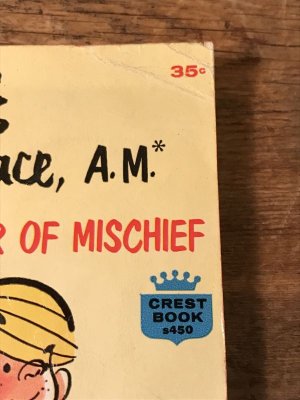 35¢
ace, A.M.*
OF MISCHIEF
CREST
BOOK
s450